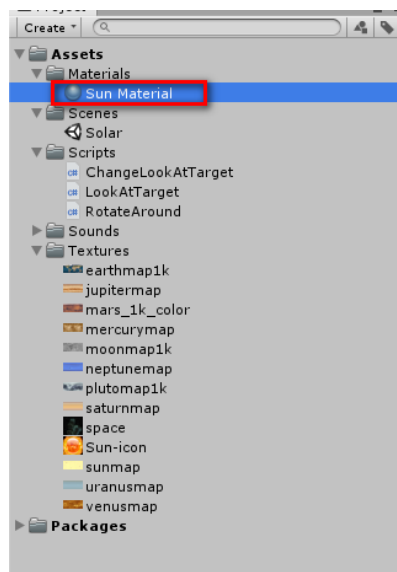 Project
Create
Assets
Materials
Sun Material
Scenes
Solar
Scripts
C# ChangeLookAtTarget
C# LookAtTarget
C# RotateAround
Sounds
Textures
earthmap1k
jupitermap
mars_1k_color
mercurymap
moonmap1k
neptunemap
plutomap1k
saturnmap
space
Sun-icon
sunmap
uranusmap
venusmap
Packages